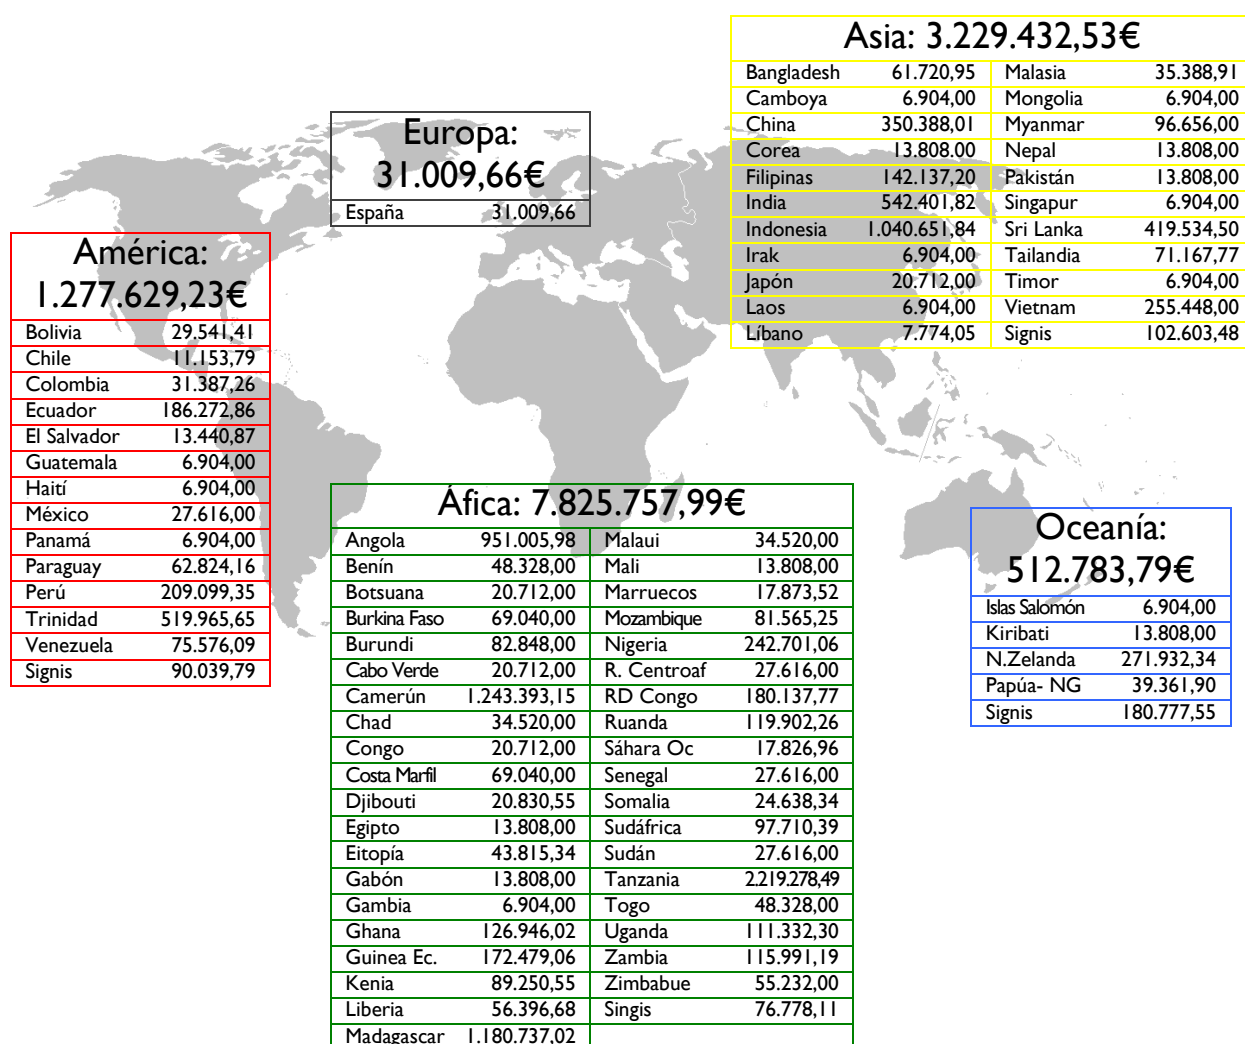 Asia: 3.229.432,53€
Bangladesh 61.720,95 Malasia 35.388,91
Camboya 6.904,00 Mongolia 6.904,00
China 350.388,01 Myanmar 96.656,00
Corea 13.808.00 Nepal 13.808,00
Filipinas 142.137,20 Pakistán 13.808,00
India 542.401,82 Singapur 6.904,00
Indonesia 1.040.651,84 Sri Lanka 419.534,50
Irak 6.904,00 Tailandia 71.167,77
Japón 20.712,00 Timor 6.904,00
Laos 6.904,00 Vietnam 255.448,00
Líbano 7.774,05 Signis 102.603,48
Europa:
31.009,66€
España 31.009,66
América:
1.277.629,23€
Bolivia 29.541,41
Chile 11.153,79
Colombia 31.387,26
Ecuador 186.272,86
El Salvador 13.440,87
Guatemala 6.904,00
Haití 6.904,00
México 27.616,00
Panamá 6.904,00
Paraguay 62.824,16
Perú 209.099,35
Trinidad 519.965,65
Venezuela 75.576,09
Signis 90.039,79
Áfica: 7.825.757,99€
Angola 951.005,98 Malaui 34.520,00
Benín 48.328,00 Mali 13.808,00
Botsuana 20.712,00 Marruecos 17.873,52
Burkina Faso 69.040,00 Mozambique 81.565,25
Burundi 82.848,00 Nigeria 242.701,06
Cabo Verde 20.712,00 R. Centroaf 27.616,00
Camerún 1.243.393,15 RD Congo 180.137,77
Chad 34.520,00 Ruanda 119.902,26
Congo 20.712,00 Sáhara Oc 17.826,96
Costa Marfil 69.040,00 Senegal 27.616,00
Djibouti 20.830,55 Somalia 24.638,34
Egipto 13.808,00 Sudáfrica 97.710,39
Eitopía 43.815,34 Sudán 27.616,00
Gabón 13.808,00 Tanzania 2.219.278,49
Gambia 6.904,00 Togo 48.328,00
Ghana 126.946,02 Uganda 111.332,30
Guinea Ec. 172.479,06 Zambia 115.991,19
Kenia 89.250,55 Zimbabue 55.232,00
Liberia 56.396,68 Singis 76.778,11
Madagascar 1.180.737,02
Oceanía:
512.783,79€
Islas Salomón 6.904,00
Kiribati 13.808,00
N.Zelanda 271.932,34
Papúa- NG 39.361,90
Signis 180.777,55